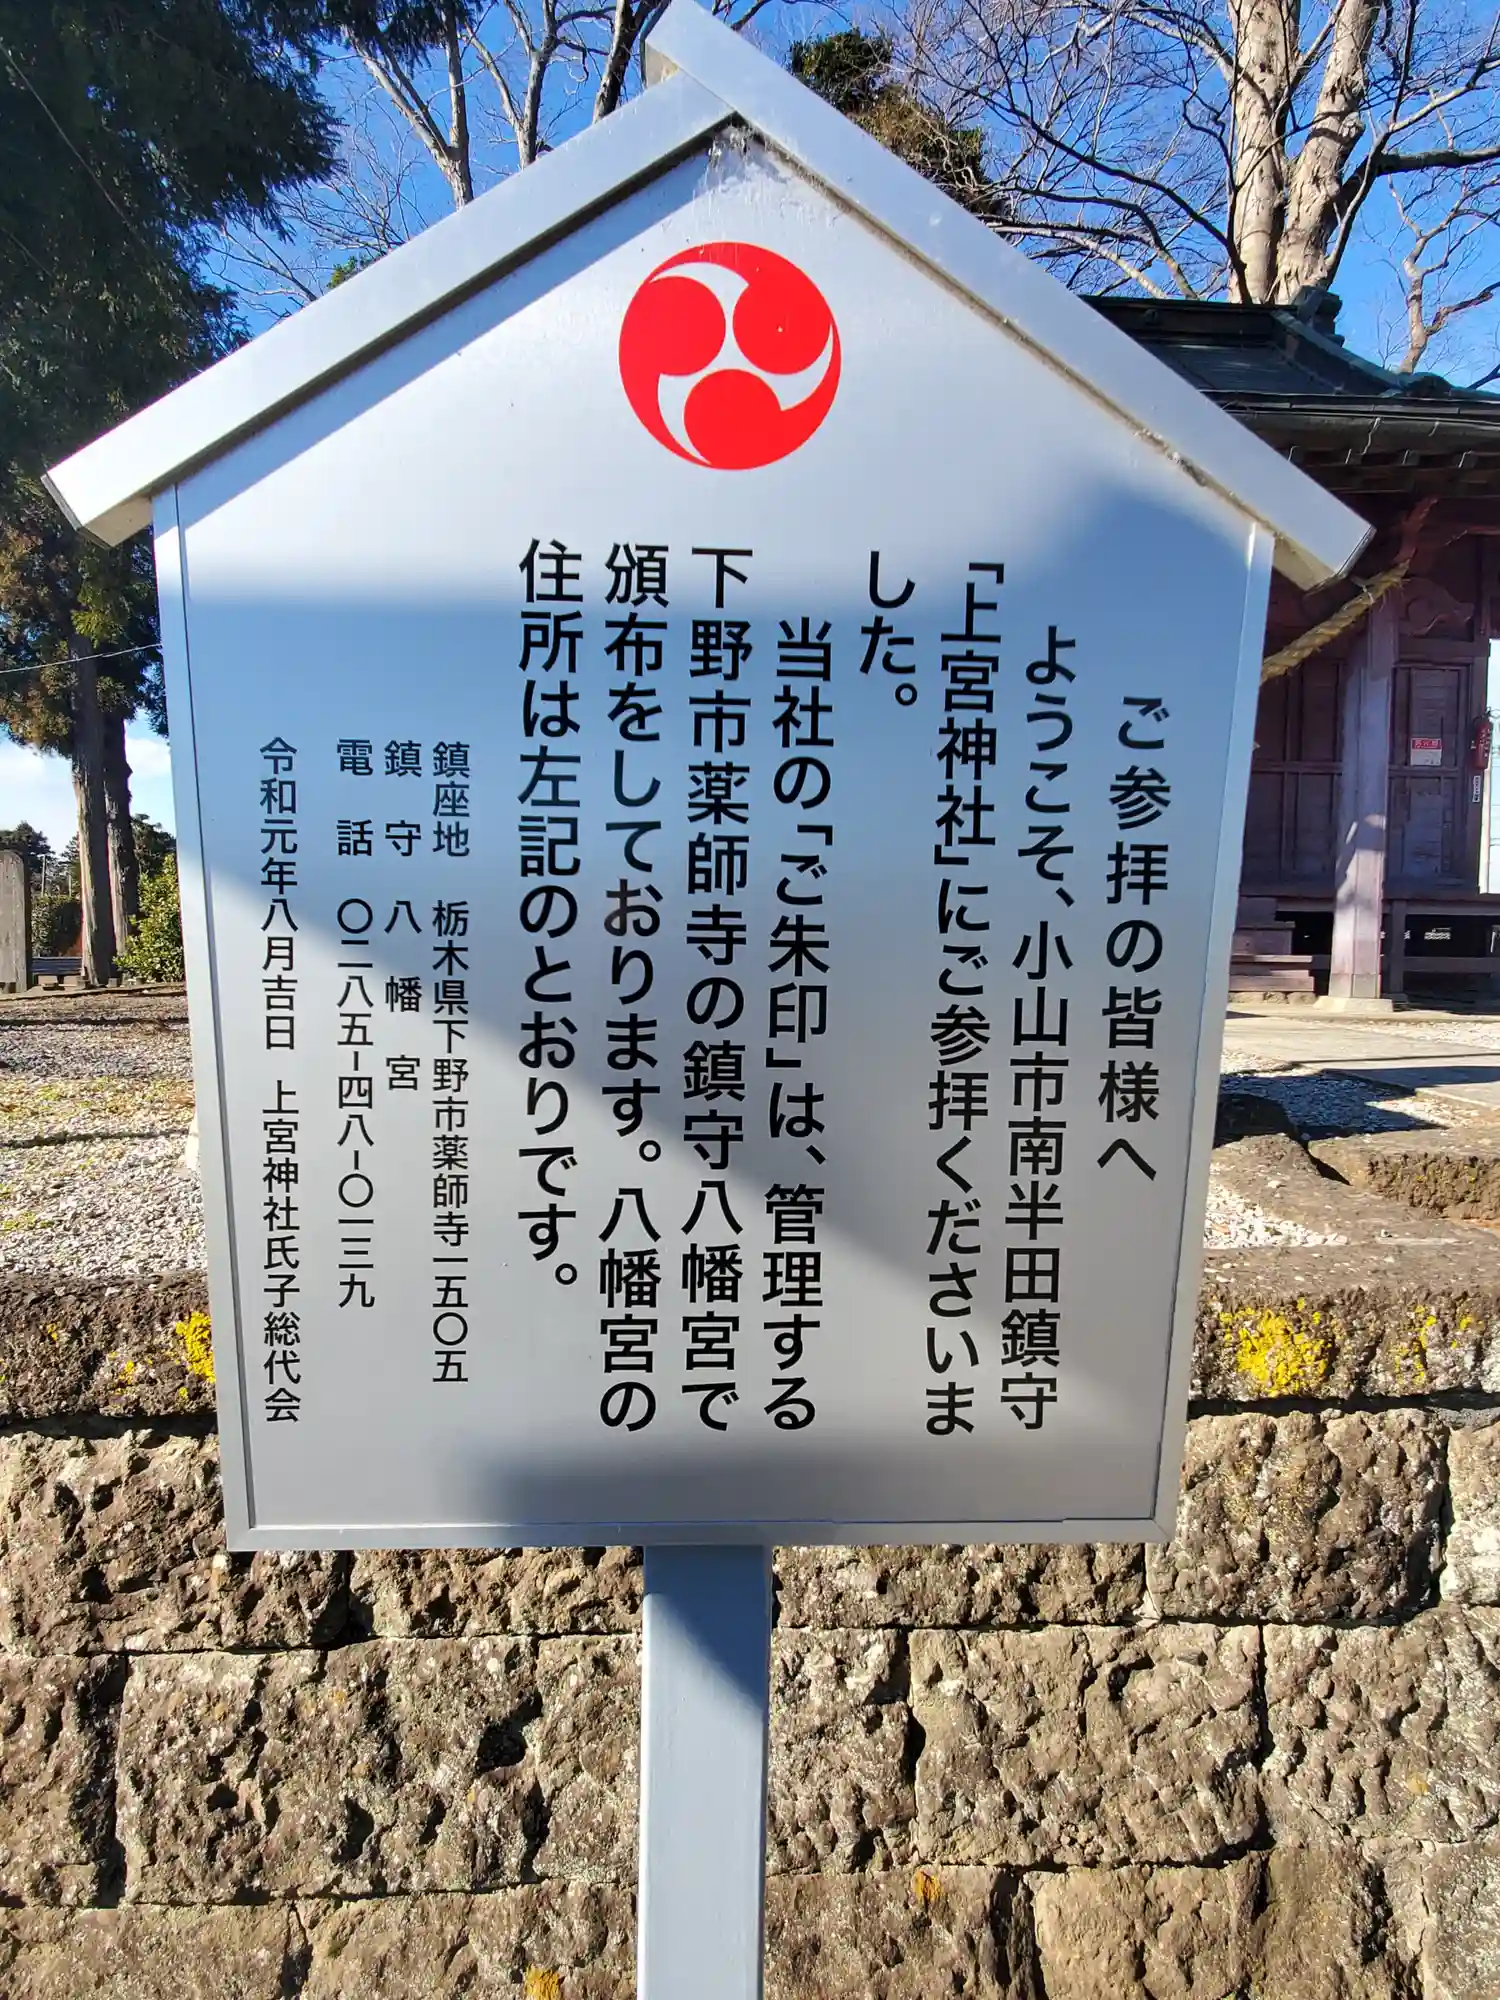 ご参拝の皆様へ
ようこそ、小山市南半田鎮守
「上宮神社」にご参拝くださいま
した。
当社の「ご朱印」は、管理する
下野市薬師寺の鎮守八幡宮で
頒布をしております。八幡宮の
住所は左記のとおりです。
鎮座地 栃木県下野市薬師寺一五〇五
鎮守八幡宮
電話 〇二八五-四八-〇一三九
令和元年八月吉日 上宮神社氏子総代会